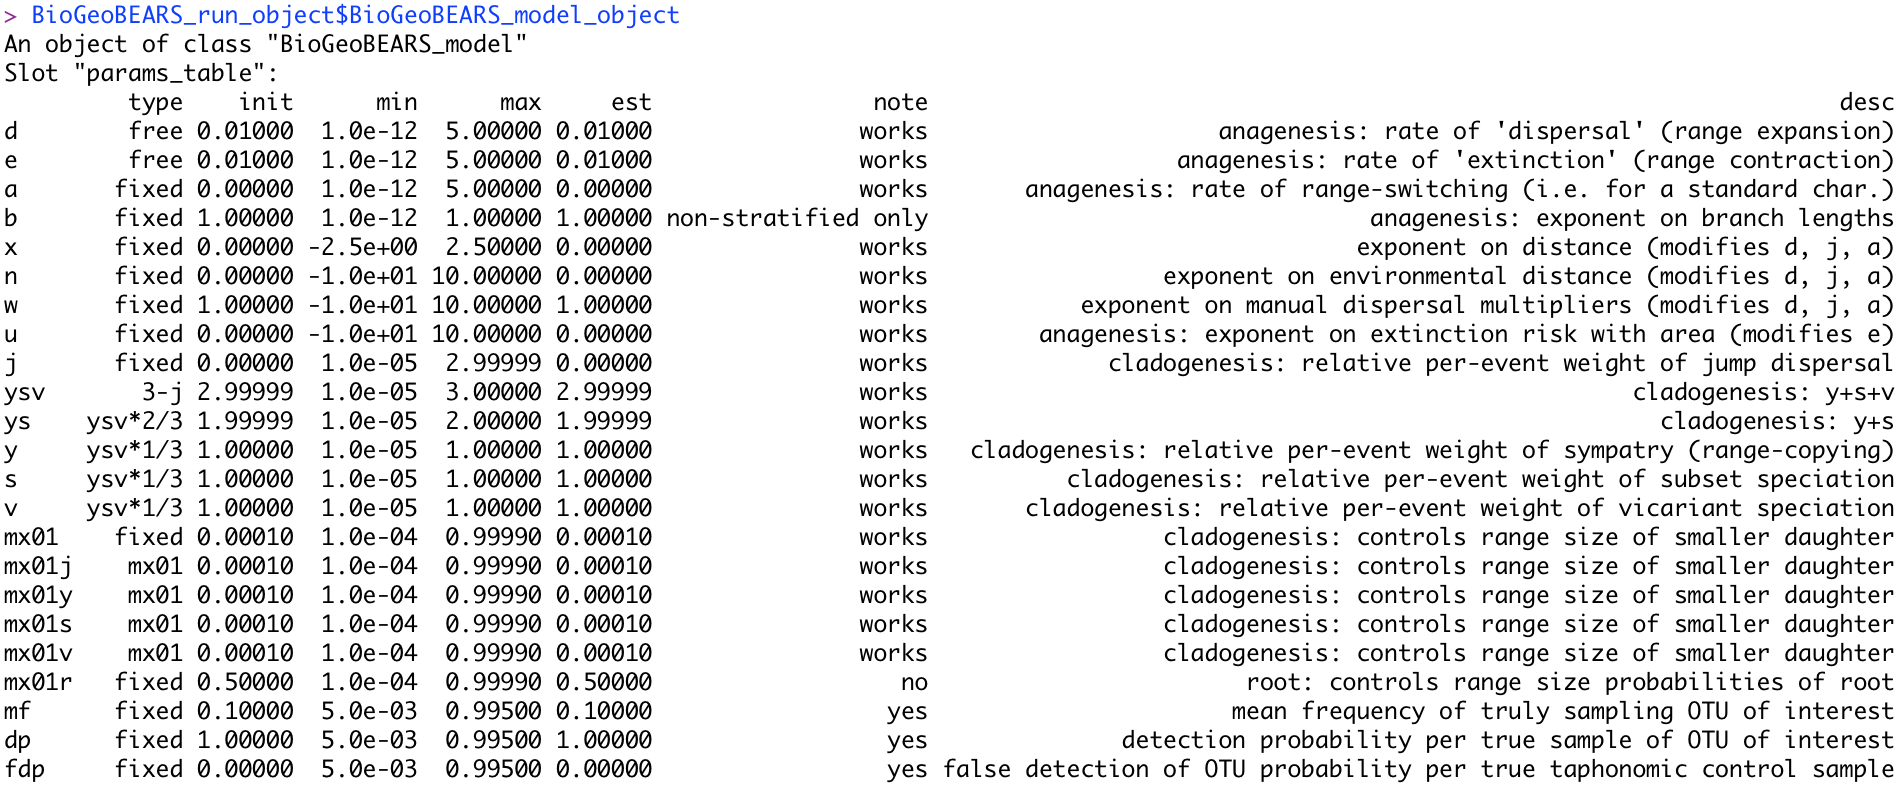 > BioGeoBEARS_run_object$BioGeoBEARS_model_object
An object of class "BioGeoBEARS_model"
Slot "params_table":
type init min max est note desc
d free 0.01000 1.0e-12 5.00000 0.01000 works anagenesis: rate of 'dispersal' (range expansion)
e free 0.01000 1.0e-12 5.00000 0.01000 works anagenesis: rate of 'extinction' (range contraction)
a fixed 0.00000 1.0e-12 5.00000 0.00000 works anagenesis: rate of range-switching (i.e. for a standard char.)
b fixed 1.00000 1.0e-12 1.00000 1.00000 non-stratified only anagenesis: exponent on branch lengths
x fixed 0.00000 -2.5e+00 2.50000 0.00000 works exponent on distance (modifies d, j, a)
n fixed 0.00000 -1.0e+01 10.00000 0.00000 works exponent on environmental distance (modifies d, j, a)
w fixed 1.00000 -1.0e+01 10.00000 1.00000 works exponent on manual dispersal multipliers (modifies d, j, a)
u fixed 0.00000 -1.0e+01 10.00000 0.00000 works anagenesis: exponent on extinction risk with area (modifies e)
j fixed 0.00000 1.0e-05 2.99999 0.00000 works cladogenesis: relative per-event weight of jump dispersal
ysv 3-j 2.99999 1.0e-05 3.00000 2.99999 works cladogenesis: y+s+v
ys ysv*2/3 1.99999 1.0e-05 2.00000 1.99999 works cladogenesis: y+s
y ysv*1/3 1.00000 1.0e-05 1.00000 1.00000 works cladogenesis: relative per-event weight of sympatry (range-copying)
s ysv*1/3 1.00000 1.0e-05 1.00000 1.00000 works cladogenesis: relative per-event weight of subset speciation
v ysv*1/3 1.00000 1.0e-05 1.00000 1.00000 works cladogenesis: relative per-event weight of vicariant speciation
mx01 fixed 0.00010 1.0e-04 0.99990 0.00010 works cladogenesis: controls range size of smaller daughter
mx01j mx01 0.00010 1.0e-04 0.99990 0.00010 works cladogenesis: controls range size of smaller daughter
mx01y mx01 0.00010 1.0e-04 0.99990 0.00010 works cladogenesis: controls range size of smaller daughter
mx01s mx01 0.00010 1.0e-04 0.99990 0.00010 works cladogenesis: controls range size of smaller daughter
mx01v mx01 0.00010 1.0e-04 0.99990 0.00010 works cladogenesis: controls range size of smaller daughter
mx01r fixed 0.50000 1.0e-04 0.99990 0.50000 no root: controls range size probabilities of root
mf fixed 0.10000 5.0e-03 0.99500 0.10000 yes mean frequency of truly sampling OTU of interest
dp fixed 1.00000 5.0e-03 0.99500 1.00000 yes detection probability per true sample of OTU of interest
fdp fixed 0.00000 5.0e-03 0.99500 0.00000 yes false detection of OTU probability per true taphonomic control sample